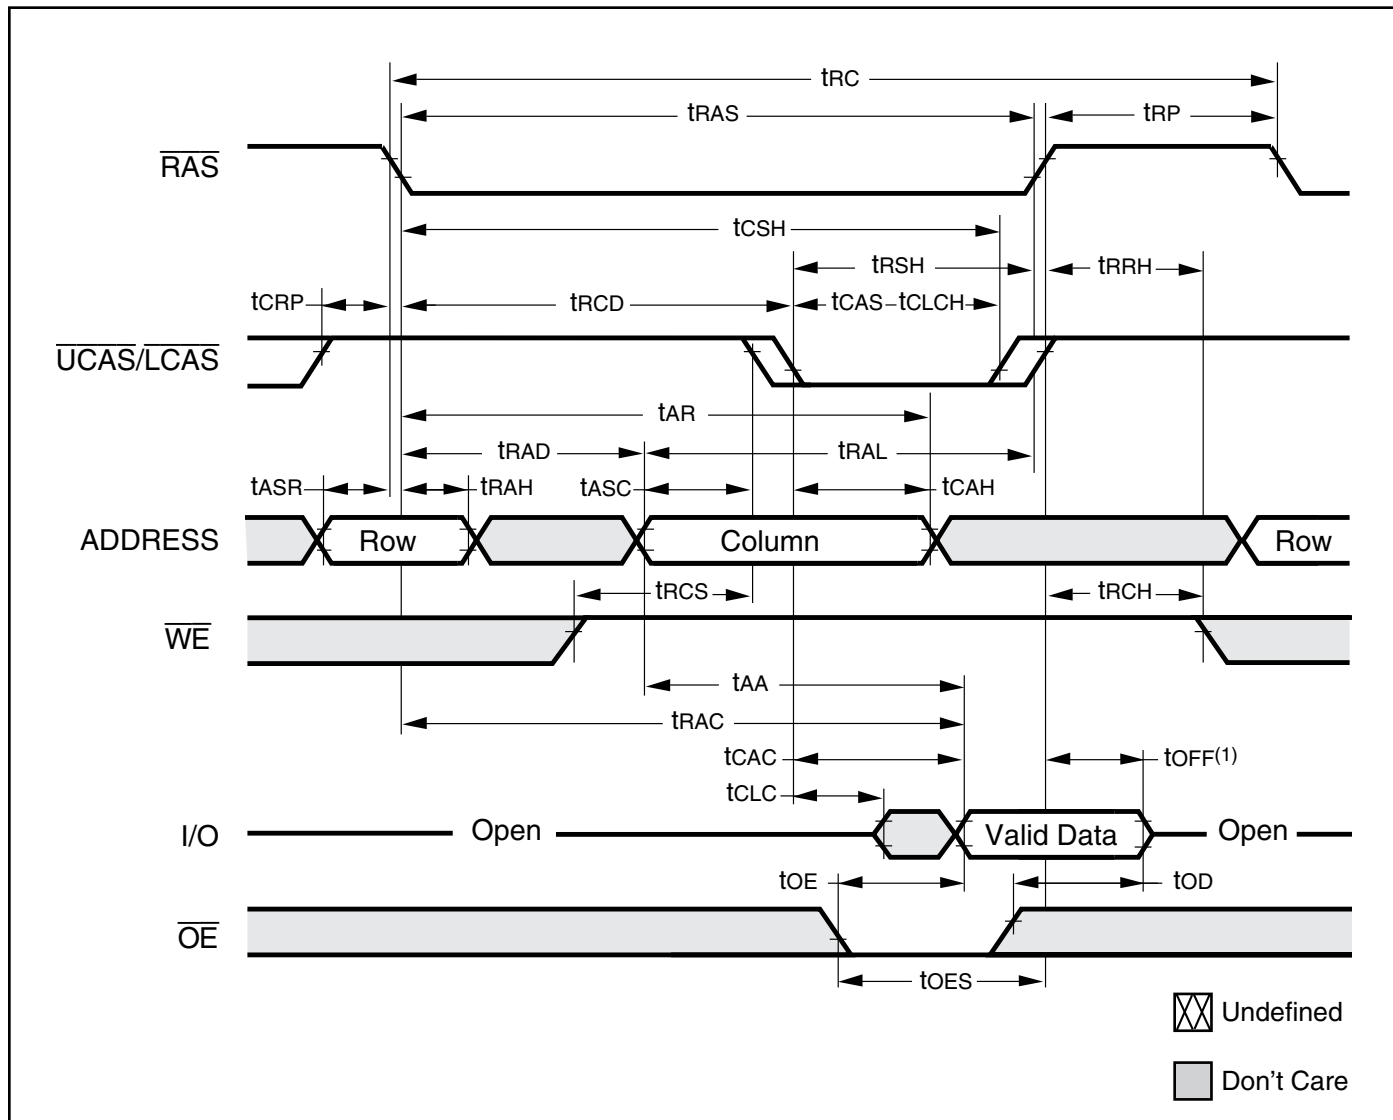 tRC
tRAS tRP
RAS
tCSH
tRSH tRRH
tCRP tRCD tCAS tCLCH
UCAS/LCAS
tAR
tRAD tRAL
tASR tRAH tASC tCAH
ADDRESS Row Column Row
tRCS tRCH
WE
tAA
tRAC
tCAC tOFF(1)
tCLC
I/O Open Valid Data Open
tOE tOD
OE
tOES
Undefined
Don't Care